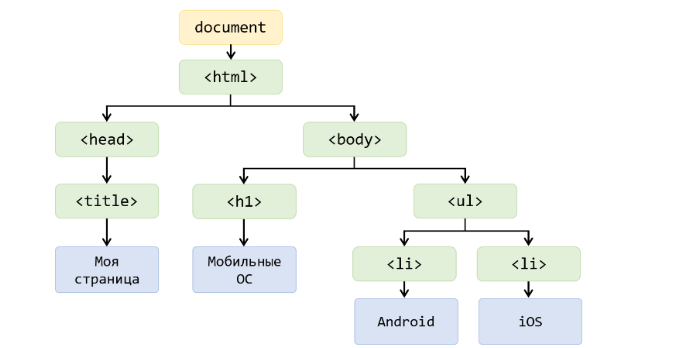 document
<html>
<head>
<body>
<title>
<h1>
<ul>
Моя
страница
Мобильные
ОС
<li>
<li>
Android
iOS